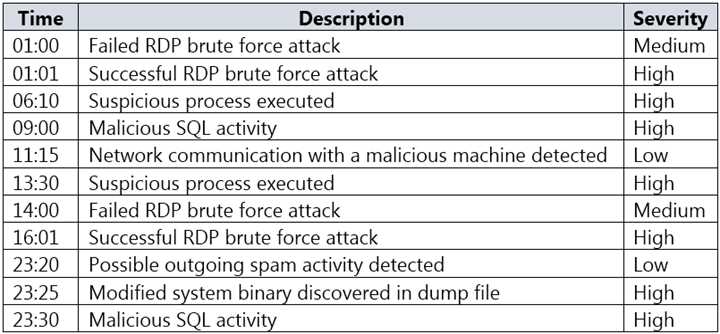 Time Description Severity
01:00 Failed RDP brute force attack Medium
01:01 Successful RDP brute force attack High
06:10 Suspicious process executed High
09:00 Malicious SQL activity High
11:15 Network communication with a malicious machine detected Low
13:30 Suspicious process executed High
14:00 Failed RDP brute force attack Medium
16:01 Successful RDP brute force attack High
23:20 Possible outgoing spam activity detected Low
23:25 Modified system binary discovered in dump file High
23:30 Malicious SQL activity High